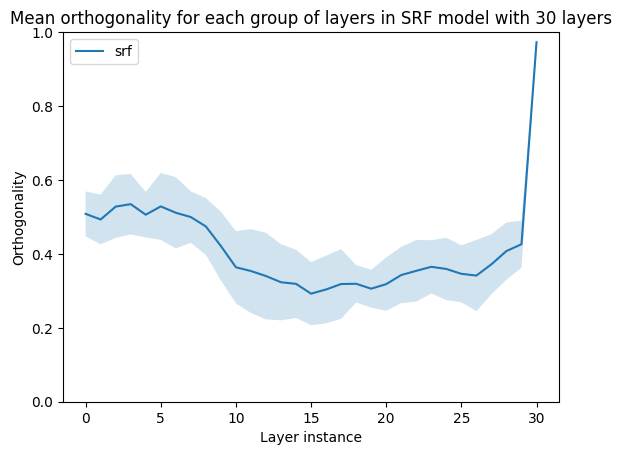 Mean orthogonality for each group of layers in SRF model with 30 layers
1.0
srf
0.8
0.6
Orthogonality
0.4
0.2
0.0
0 5 10 15 20 25 30
Layer instance